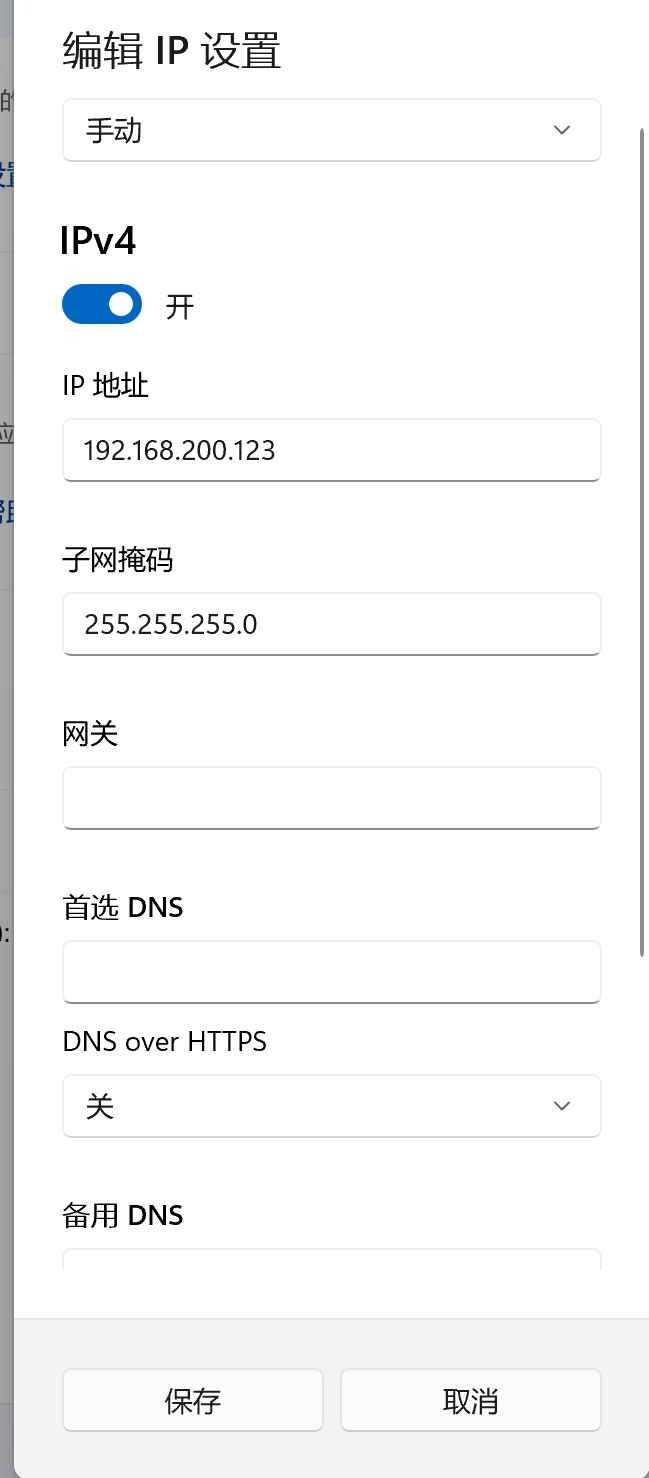 编辑 IP 设置
手动
IPv4
开
IP 地址
192.168.200.123
子网掩码
255.255.255.0
网关
首选 DNS
DNS over HTTPS
关
备用 DNS
保存
取消